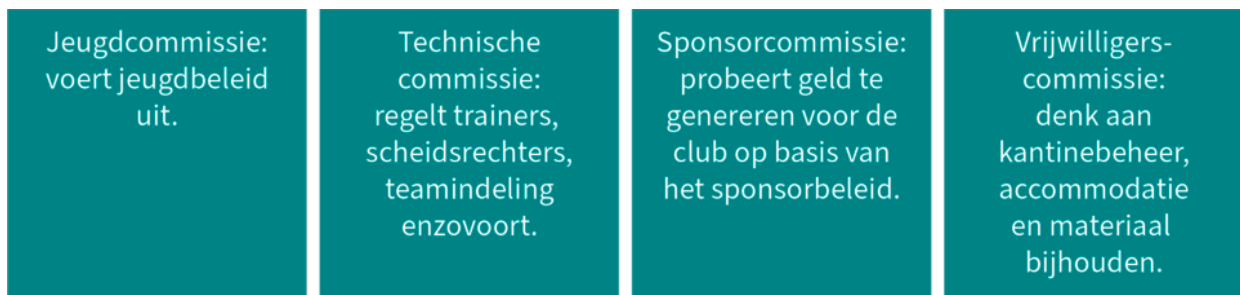 Jeugdcommissie:
voert jeugdbeleid
uit.
Technische
commissie:
regelt trainers,
scheidsrechters,
teamindeling
enzovoort.
Sponsorcommissie:
probeert geld te
genereren voor de
club op basis van
het sponsorbeleid.
Vrijwilligers-
commissie:
denk aan
kantinebeheer,
accommodatie
en materiaal
bijhouden.